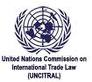 United Nations Commission on
International Trade Law
(UNCITRAL)